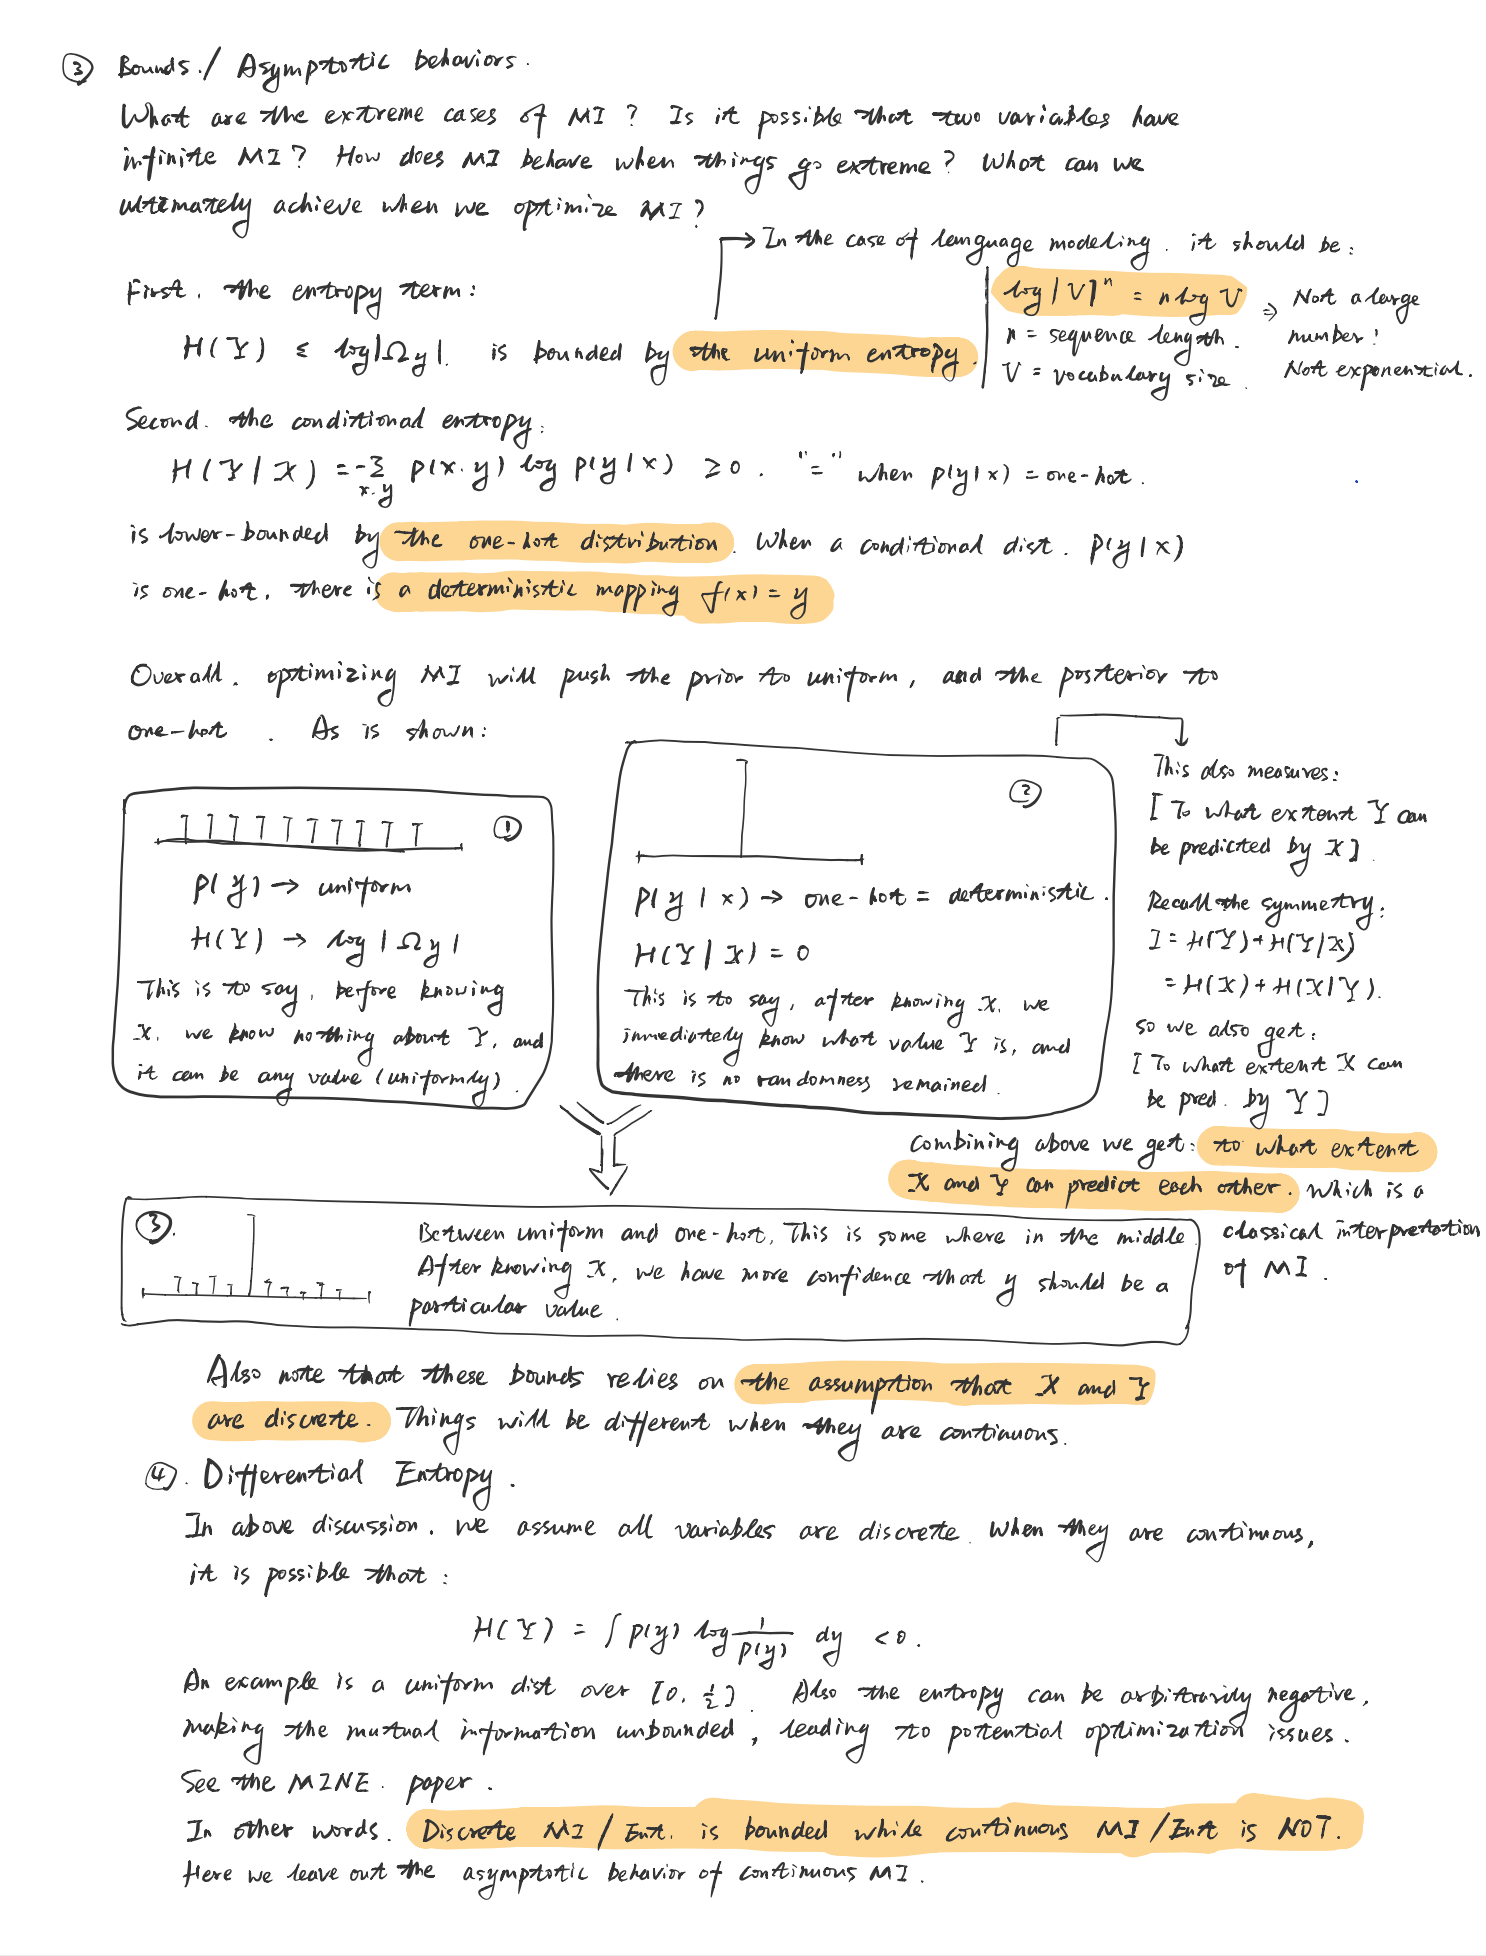 ③ Bounds. / Asymptotic behaviors.
What are the extreme cases of MI? Is it possible that two variables have
infinite MI? How does MI behave when things go extreme? What can we
ultimately achieve when we optimize MI?
→ In the case of language modeling. it should be:
First. the entropy term:
log|V|ⁿ = n log V ⇒ Not a large
n = sequence length. number!
V = vocabulary size. Not exponential.
H(Y) ≤ log|Ωy|. is bounded by the uniform entropy.
Second. the conditional entropy:
H(Y|X) = -Σ p(x.y) log p(y|x) ≥ 0. "=" when p(y|x) = one-hot.
x.y
is lower-bounded by the one-hot distribution. When a conditional dist. p(y|x)
is one-hot, there is a deterministic mapping f(x) = y
Overall. optimizing MI will push the prior to uniform, and the posterior to
one-hot. As is shown:
①
p(y) → uniform
H(Y) → log|Ωy|
This is to say, before knowing
X, we know nothing about Y, and
it can be any value (uniformly).
②
p(y|x) → one-hot = deterministic.
H(Y|X) = 0
This is to say, after knowing X, we
immediately know what value Y is, and
there is no randomness remained.
This also measures:
[To what extent Y can
be predicted by X].
Recall the symmetry:
I = H(Y) + H(Y|X)
= H(X) + H(X|Y).
so we also get:
[To what extent X can
be pred. by Y]
Combining above we get: to what extent
X and Y can predict each other. which is a
classical interpretation
of MI.
③.
Between uniform and one-hot, This is some where in the middle.
After knowing X, we have more confidence that y should be a
particular value.
Also note that these bounds relies on the assumption that X and Y
are discrete. Things will be different when they are continuous.
④. Differential Entropy.
In above discussion. we assume all variables are discrete. When they are continuous,
it is possible that:
H(Y) = ∫ p(y) log 1/p(y) dy < 0.
An example is a uniform dist over [0, ½]. Also the entropy can be arbitrarily negative,
making the mutual information unbounded, leading to potential optimization issues.
See the MINE. paper.
In other words. Discrete MI / Ent. is bounded while continuous MI / Ent is NOT.
Here we leave out the asymptotic behavior of continuous MI.